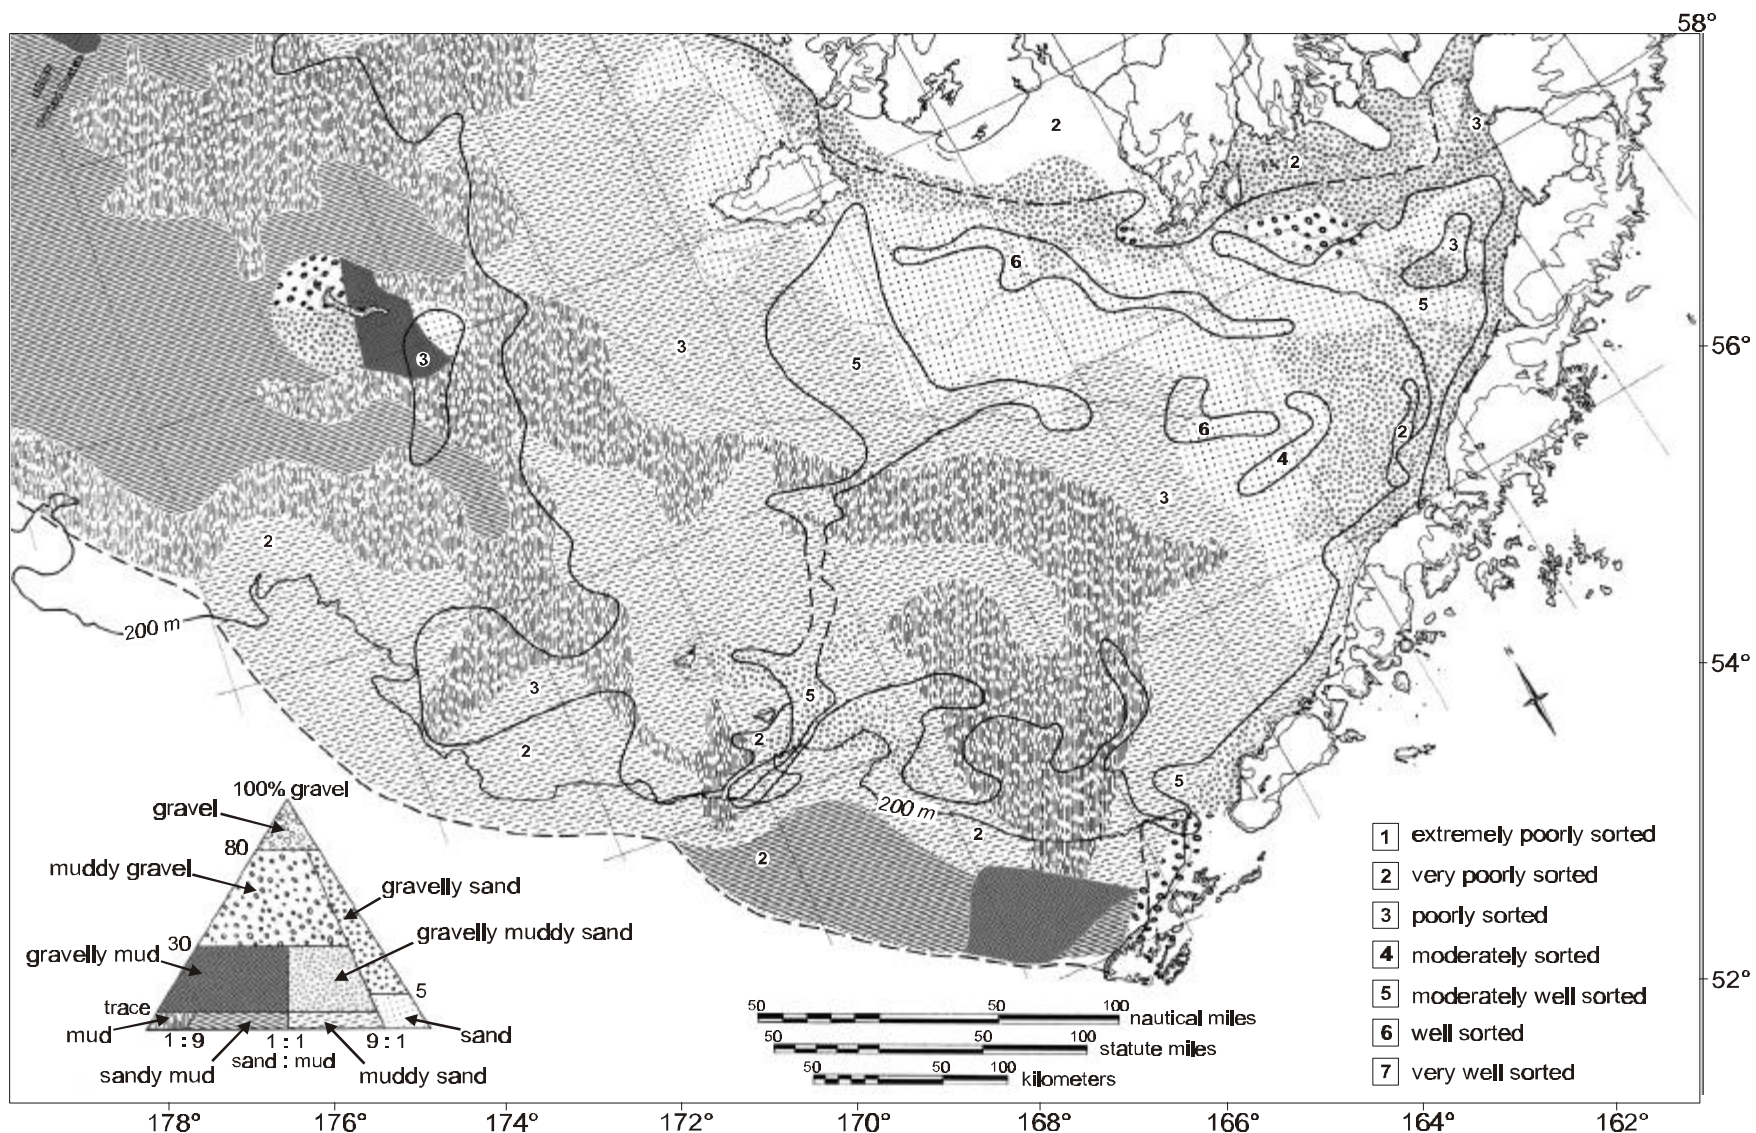 58°
2
3
2
3
6
5
3
56°
3
5
6
2
4
3
2
200 m
54°
3
5
2
2
5
200 m
2
2
100% gravel
gravel
80
muddy gravel
gravelly sand
gravelly muddy sand
30
gravelly mud
5
trace
mud
sand
1 : 9
1 : 1
9 : 1
sand : mud
sandy mud
muddy sand
1 extremely poorly sorted
2 very poorly sorted
3 poorly sorted
4 moderately sorted
5 moderately well sorted
6 well sorted
7 very well sorted
52°
50 50 100
nautical miles
50 50 100
statute miles
50 50 100
kilometers
178° 176° 174° 172° 170° 168° 166° 164° 162°